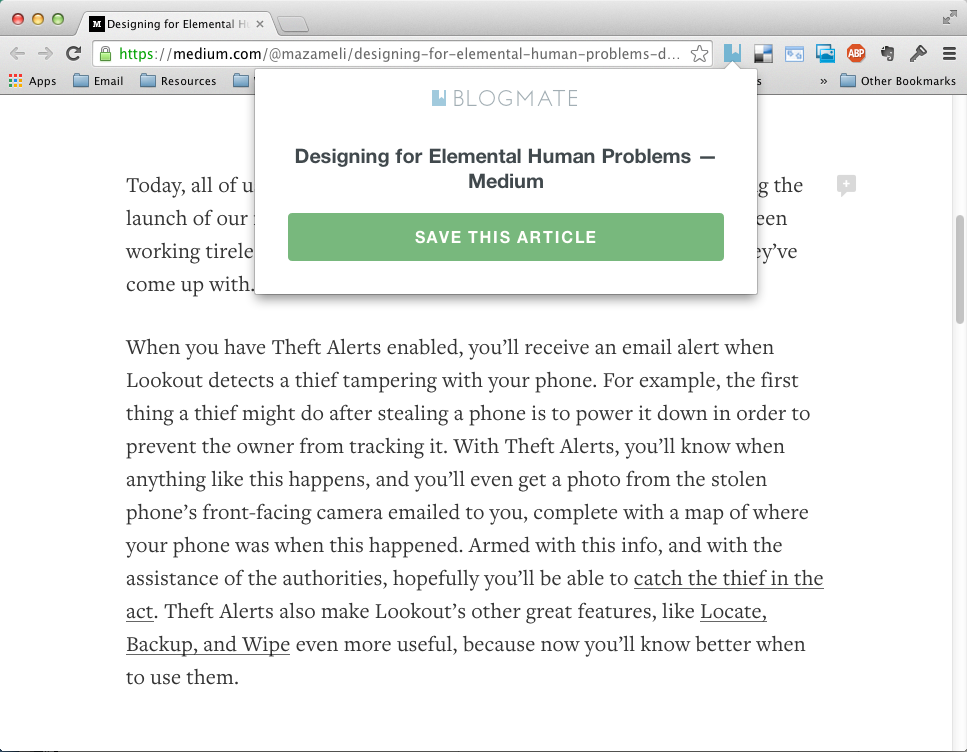 Designing for Elemental H
https://medium.com/@mazameli/designing-for-elemental-human-problems-d...
ABP
Apps Email Resources » Other Bookmarks
BLOGMATE
Designing for Elemental Human Problems —
Medium
SAVE THIS ARTICLE
Today, all of the
launch of our
working
come up with.
When you have Theft Alerts enabled, you’ll receive an email alert when
Lookout detects a thief tampering with your phone. For example, the first
thing a thief might do after stealing a phone is to power it down in order to
prevent the owner from tracking it. With Theft Alerts, you’ll know when
anything like this happens, and you’ll even get a photo from the stolen
phone’s front-facing camera emailed to you, complete with a map of where
your phone was when this happened. Armed with this info, and with the
assistance of the authorities, hopefully you’ll be able to catch the thief in the
act. Theft Alerts also make Lookout’s other great features, like Locate,
Backup, and Wipe even more useful, because now you’ll know better when
to use them.